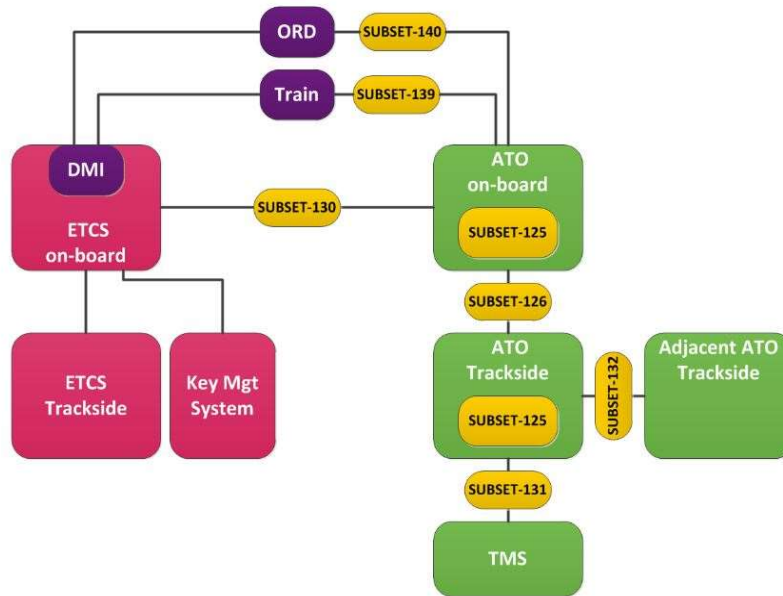 ORD
SUBSET-140
Train
SUBSET-139
DMI
ETCS
on-board
SUBSET-130
ATO
on-board
SUBSET-125
SUBSET-126
ETCS
Trackside
Key Mgt
System
ATO
Trackside
SUBSET-125
SUBSET-132
Adjacent ATO
Trackside
SUBSET-131
TMS